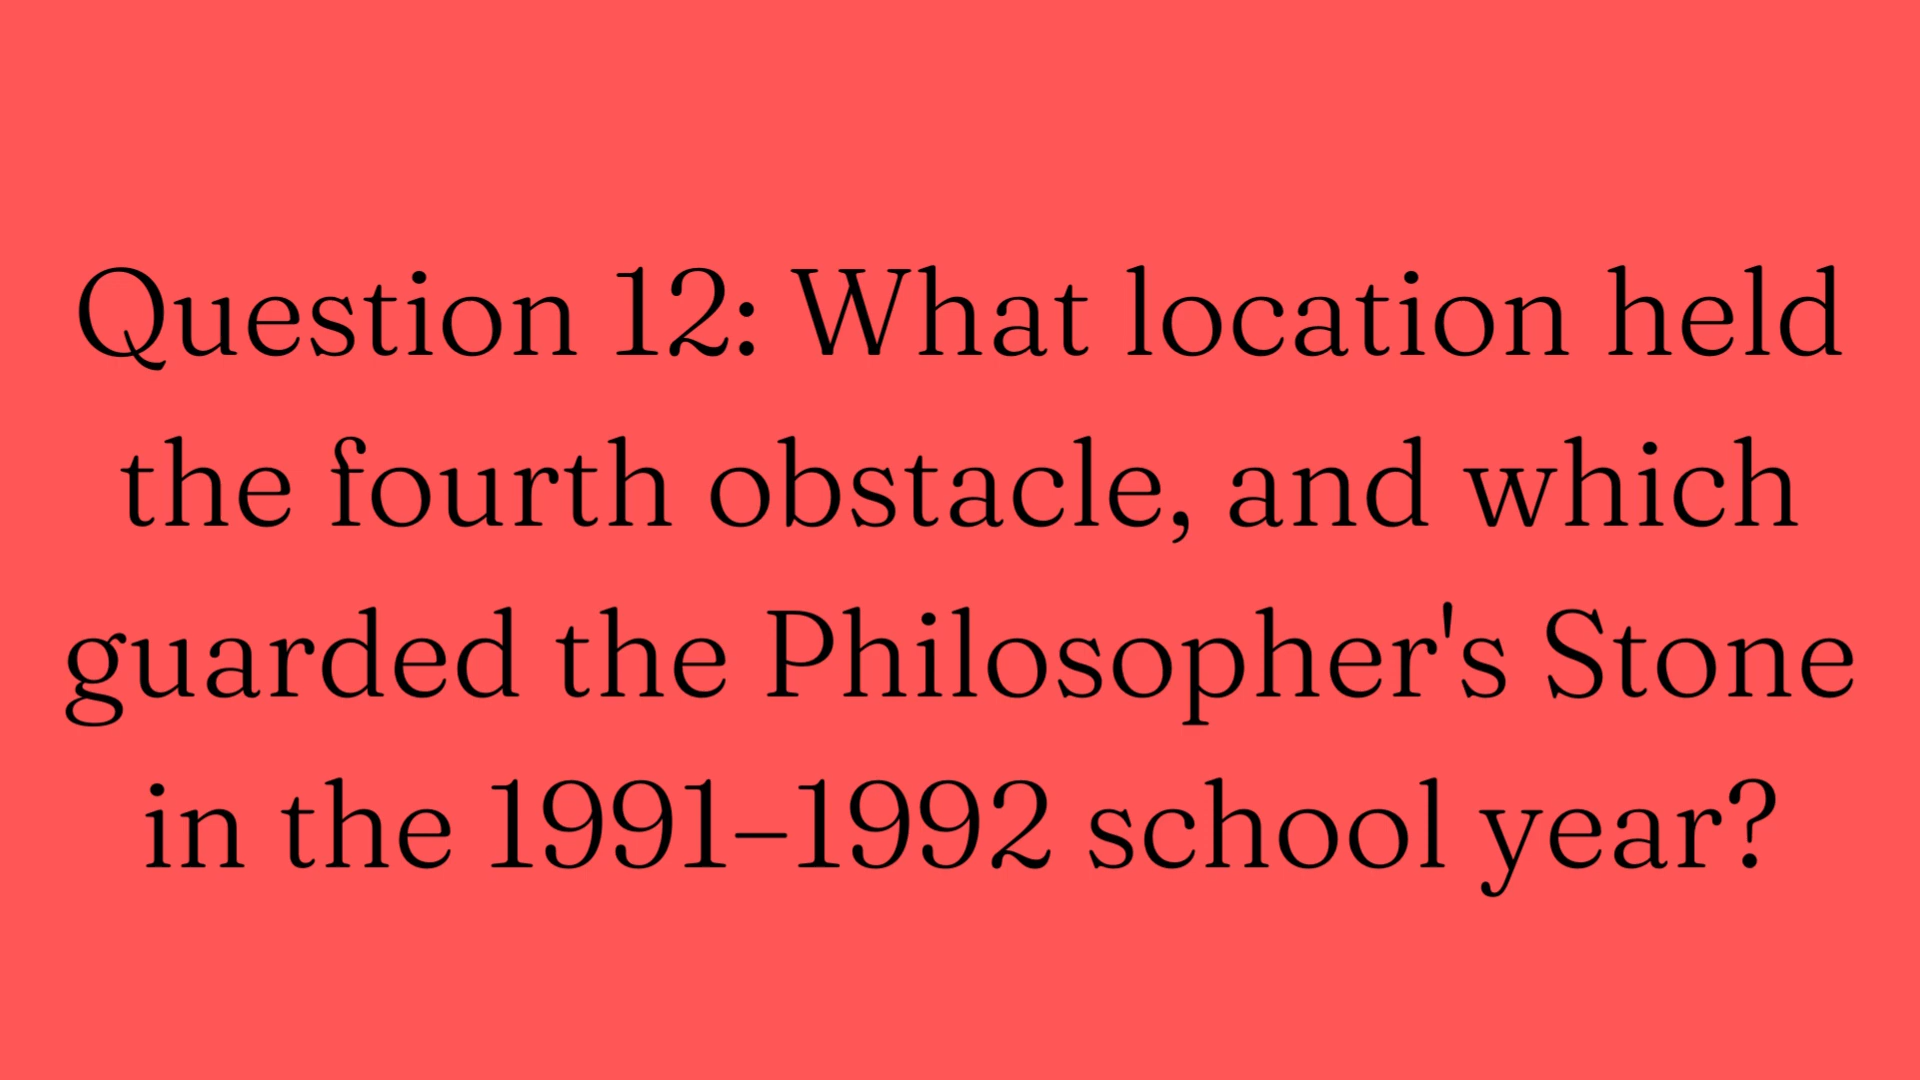 Question 12: What location held
the fourth obstacle, and which
guarded the Philosopher's Stone
in the 1991–1992 school year?